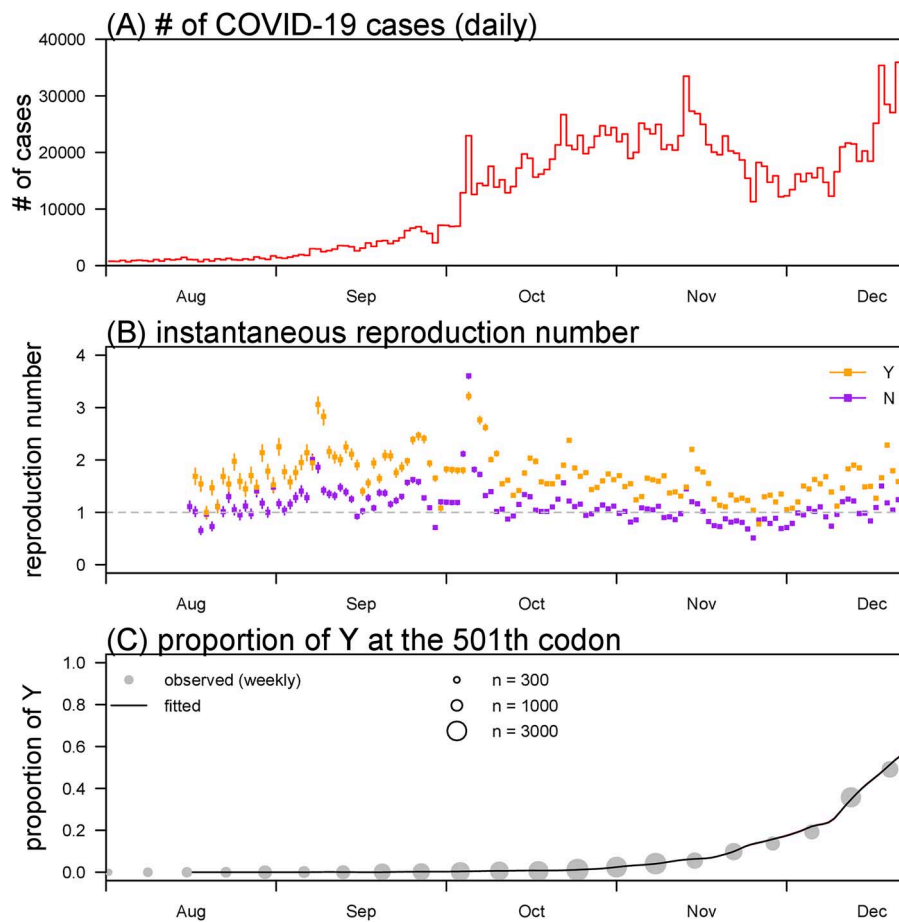 (A) # of COVID-19 cases (daily)
# of cases
40000
30000
20000
10000
0
Aug Sep Oct Nov Dec
(B) instantaneous reproduction number
reproduction number
4
3
2
1
0
Y
N
Aug Sep Oct Nov Dec
(C) proportion of Y at the 501th codon
proportion of Y
1.0
0.8
0.6
0.4
0.2
0.0
observed (weekly)
fitted
n = 300
n = 1000
n = 3000
Aug Sep Oct Nov Dec